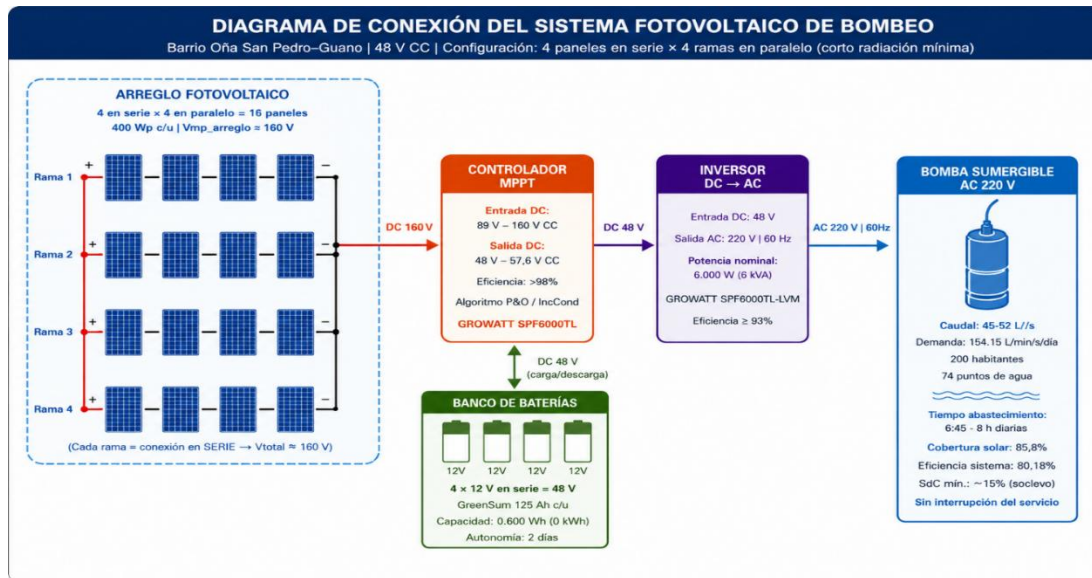 DIAGRAMA DE CONEXIÓN DEL SISTEMA FOTOVOLTAICO DE BOMBEO
Barrio Oña San Pedro–Guano | 48 V CC | Configuración: 4 paneles en serie × 4 ramas en paralelo (corto radiación mínima)
ARREGLO FOTOVOLTAICO
4 en serie × 4 en paralelo = 16 paneles
400 Wp c/u | Vmp_arreglo ≈ 160 V
Rama 1
+
–
Rama 2
+
–
Rama 3
+
–
Rama 4
+
–
(Cada rama = conexión en SERIE → Vtotal ≈ 160 V)
DC 160 V
CONTROLADOR
MPPT
Entrada DC:
89 V – 160 V CC
Salida DC:
48 V – 57,6 V CC
Eficiencia: >98%
Algoritmo P&O / IncCond
GROWATT SPF6000TL
DC 48 V
(carga/descarga)
BANCO DE BATERÍAS
12V 12V 12V 12V
4 × 12 V en serie = 48 V
GreenSum 125 Ah c/u
Capacidad: 0.600 Wh (0 kWh)
Autonomía: 2 días
DC 48 V
INVERSOR
DC → AC
Entrada DC: 48 V
Salida AC: 220 V | 60 Hz
Potencia nominal:
6.000 W (6 kVA)
GROWATT SPF6000TL-LVM
Eficiencia ≥ 93%
AC 220 V | 60Hz
BOMBA SUMERGIBLE
AC 220 V
Caudal: 45-52 L//s
Demanda: 154.15 L/min/s/día
200 habitantes
74 puntos de agua
Tiempo abastecimiento:
6:45 - 8 h diarias
Cobertura solar: 85,8%
Eficiencia sistema: 80,18%
SdC mín.: ~15% (soclevo)
Sin interrupción del servicio